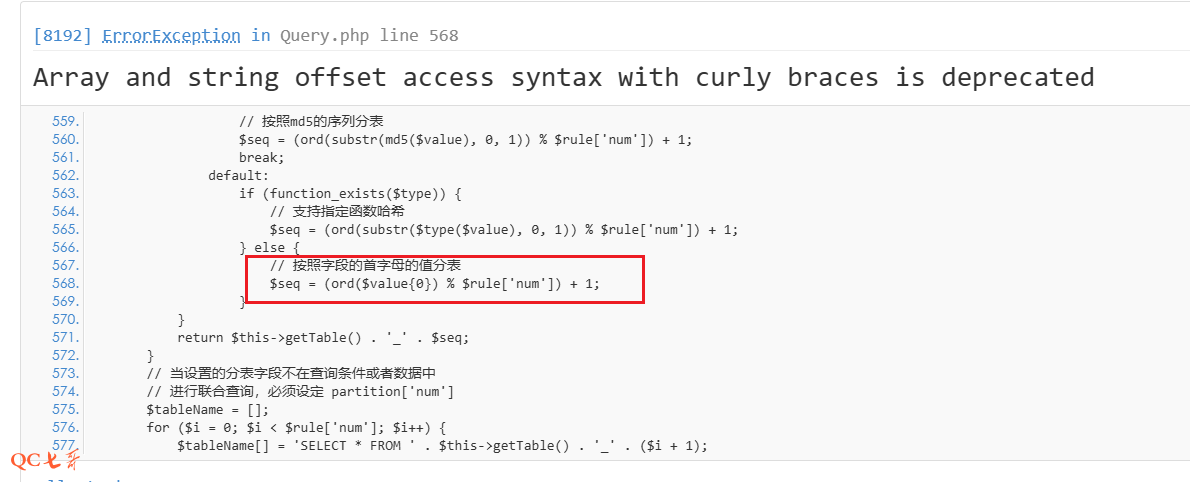 [8192] ErrorException in Query.php line 568
Array and string offset access syntax with curly braces is deprecated
559. // 按照md5的序列分表
560. $seq = (ord(substr(md5($value), 0, 1)) % $rule['num']) + 1;
561. break;
562. default:
563. if (function_exists($type)) {
564. // 支持指定函数哈希
565. $seq = (ord(substr($type($value), 0, 1)) % $rule['num']) + 1;
566. } else {
567. // 按照字段的首字母的值分表
568. $seq = (ord($value{0}) % $rule['num']) + 1;
569. }
570. }
571. return $this->getTable() . '_' . $seq;
572. }
573. // 当设置的分表字段不在查询条件或者数据中
574. // 进行联合查询，必须设定 partition['num']
575. $tableName = [];
576. for ($i = 0; $i < $rule['num']; $i++) {
577. $tableName[] = 'SELECT * FROM ' . $this->getTable() . '_' . ($i + 1);
QC七哥